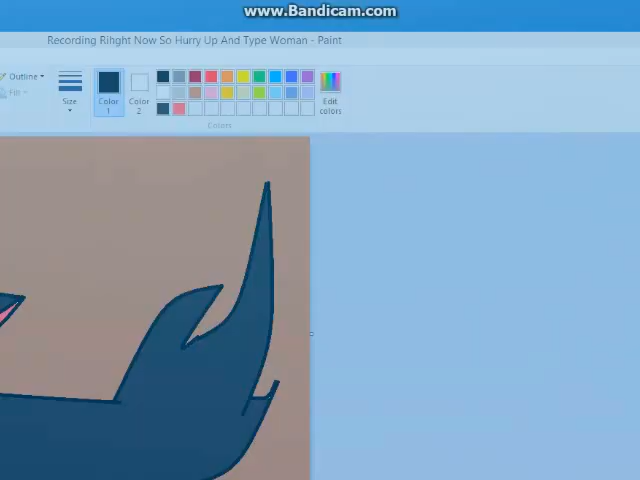 www.Bandicam.com
Recording Rihght Now So Hurry Up And Type Woman - Paint
Outline
Fill
Size
Color 1
Color 2
Edit colors
Colors